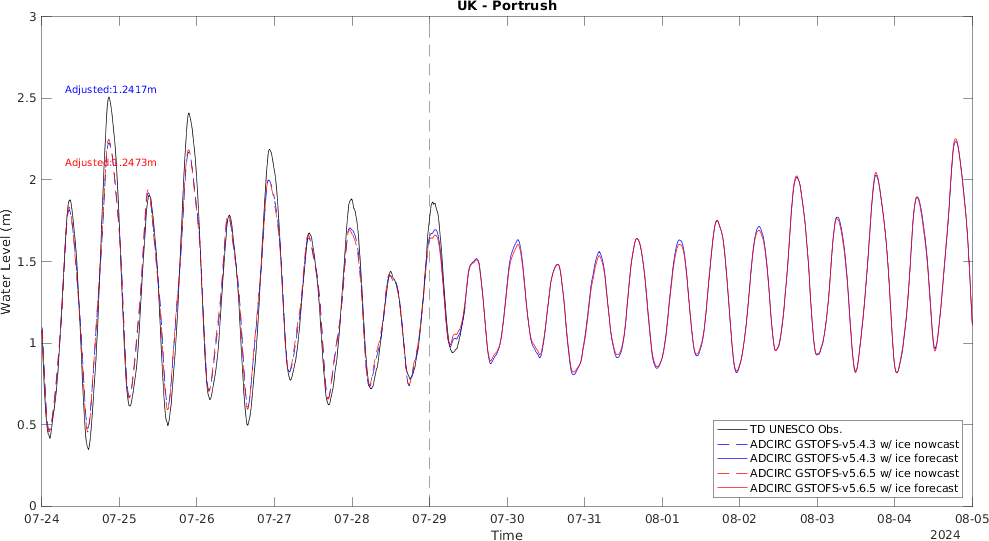 UK - Portrush
3
2.5
2
1.5
1
0.5
0
Water Level (m)
Adjusted:1.2417m
Adjusted:1.2473m
TD UNESCO Obs.
ADCIRC GSTOFS-v5.4.3 w/ ice nowcast
ADCIRC GSTOFS-v5.4.3 w/ ice forecast
ADCIRC GSTOFS-v5.6.5 w/ ice nowcast
ADCIRC GSTOFS-v5.6.5 w/ ice forecast
07-24 07-25 07-26 07-27 07-28 07-29 07-30 07-31 08-01 08-02 08-03 08-04 08-05
Time
2024